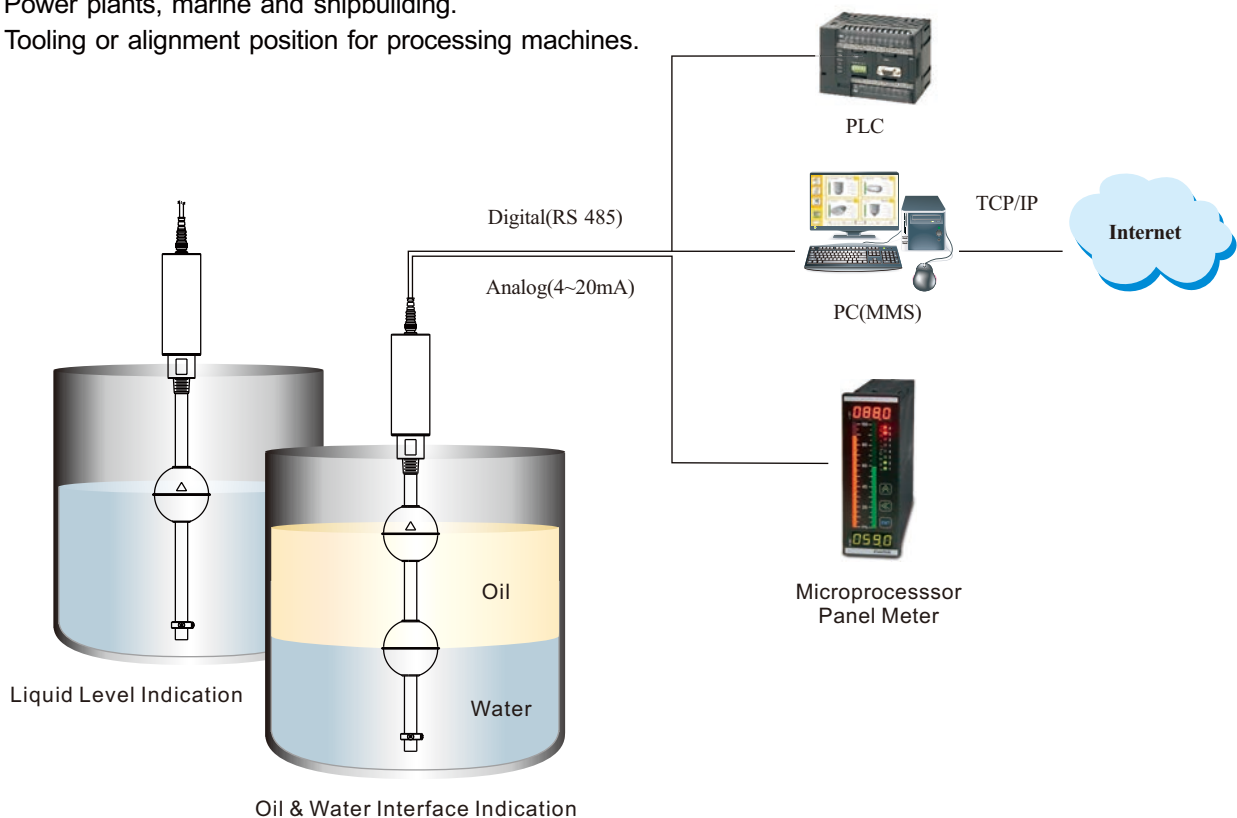 Power plants, marine and shipbuilding.
Tooling or alignment position for processing machines.
PLC
Digital(RS 485)
TCP/IP
Internet
Analog(4~20mA)
PC(MMS)
0880
0590
Oil
Water
Microprocesssor
Panel Meter
Liquid Level Indication
Oil & Water Interface Indication